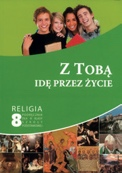 Z TOBĄ
IDĘ PRZEZ ŻYCIE
RELIGIA
8